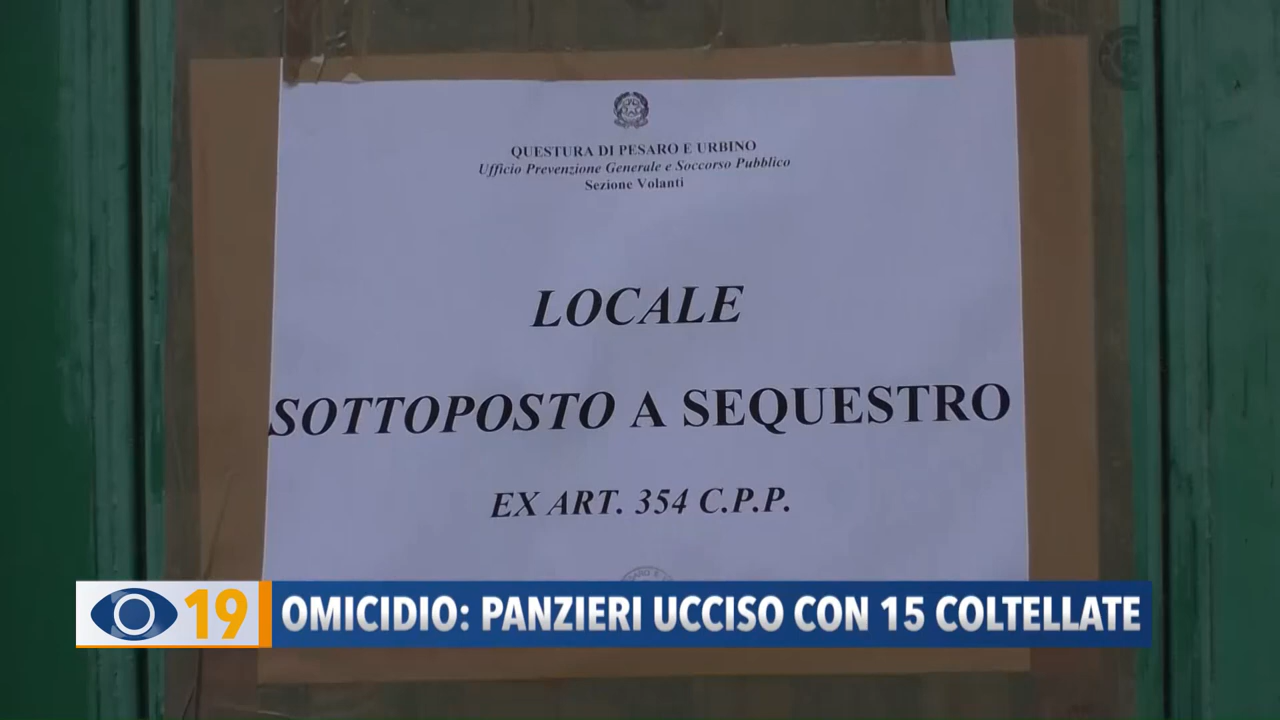 QUESTURA DI PESARO E URBINO
Ufficio Prevenzione Generale e Soccorso Pubblico
Sezione Volanti
LOCALE
SOTTOPOSTO A SEQUESTRO
EX ART. 354 C.P.P.
19 OMICIDIO: PANZIERI UCCISO CON 15 COLTELLATE